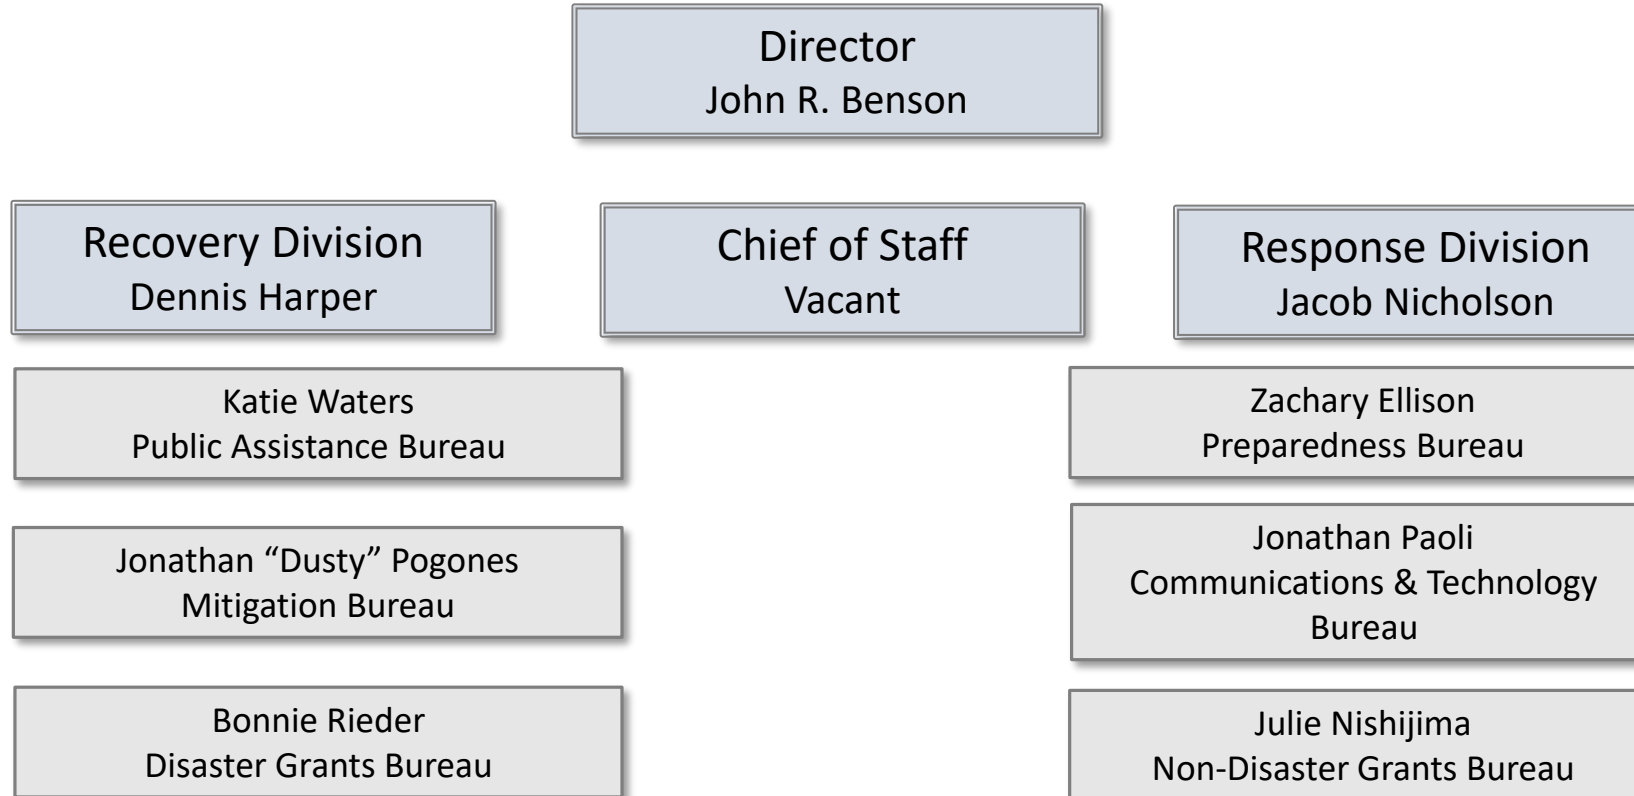 Director
John R. Benson
Recovery Division
Dennis Harper
Chief of Staff
Vacant
Response Division
Jacob Nicholson
Katie Waters
Public Assistance Bureau
Jonathan “Dusty” Pogones
Mitigation Bureau
Bonnie Rieder
Disaster Grants Bureau
Zachary Ellison
Preparedness Bureau
Jonathan Paoli
Communications & Technology
Bureau
Julie Nishijima
Non-Disaster Grants Bureau